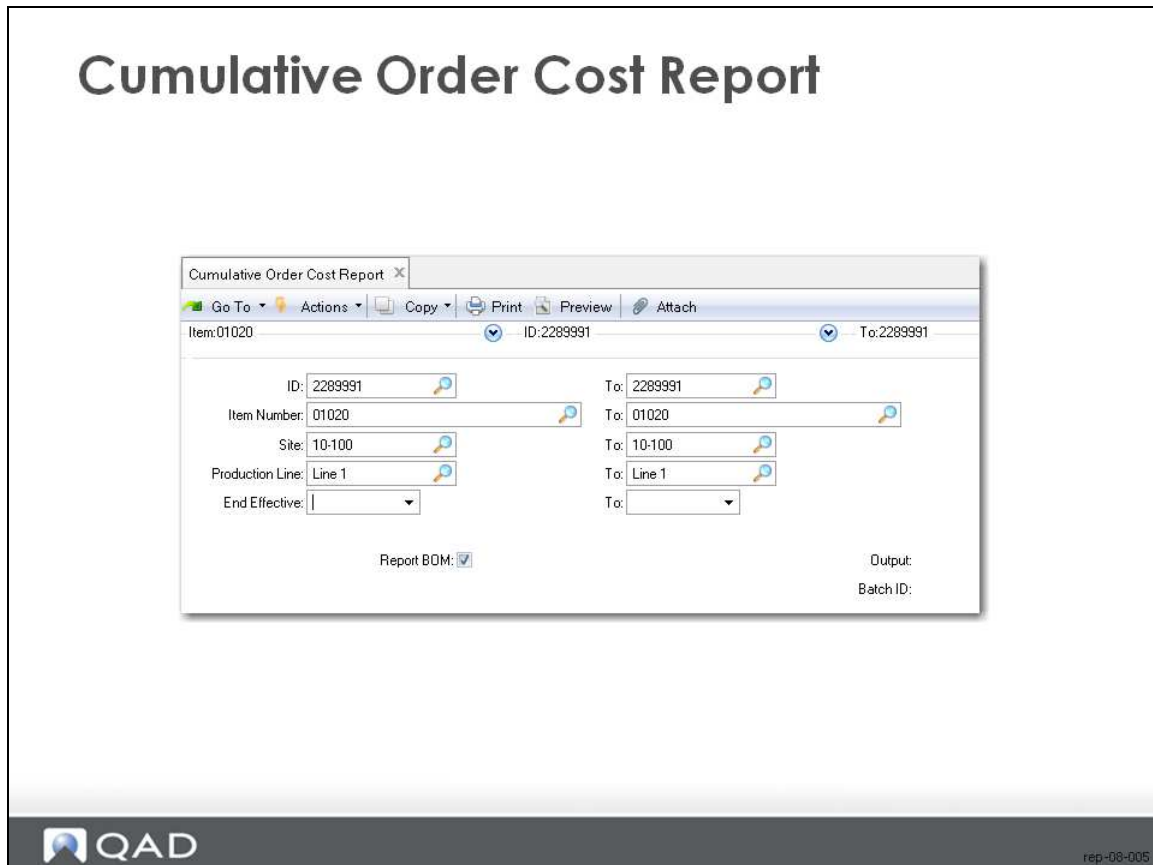 Cumulative Order Cost Report
Cumulative Order Cost Report
Go To Actions Copy Print Preview Attach
Item:01020 ID:2289991 To:2289991
ID: 2289991 To: 2289991
Item Number: 01020 To: 01020
Site: 10-100 To: 10-100
Production Line: Line 1 To: Line 1
End Effective: To:
Report BOM: Output:
Batch ID:
QAD
rep-08-005